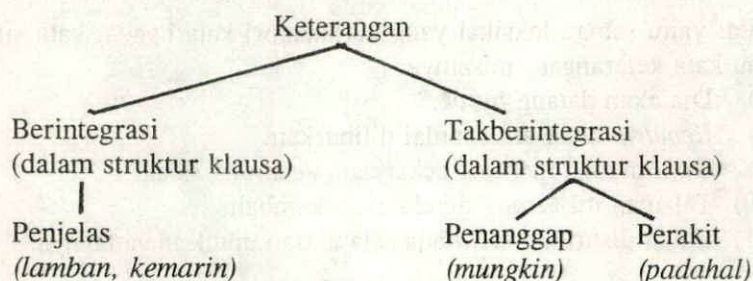 Keterangan
Berintegrasi Takberintegrasi
(dalam struktur klausa) (dalam struktur klausa)
Penjelas Penanggap Perakit
(lamban, kemarin) (mungkin) (padahal)